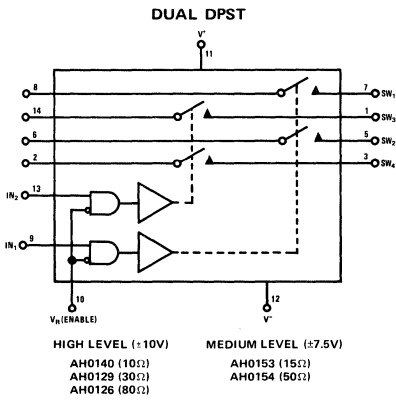 DUAL DPST
V+
11
8
7 SW1
14
1 SW3
6
5 SW2
2
3 SW4
IN2 13
IN1 9
10
12
VR (ENABLE)
V-
HIGH LEVEL (±10V)
MEDIUM LEVEL (±7.5V)
AH0140 (10Ω)
AH0153 (15Ω)
AH0129 (30Ω)
AH0154 (50Ω)
AH0126 (80Ω)